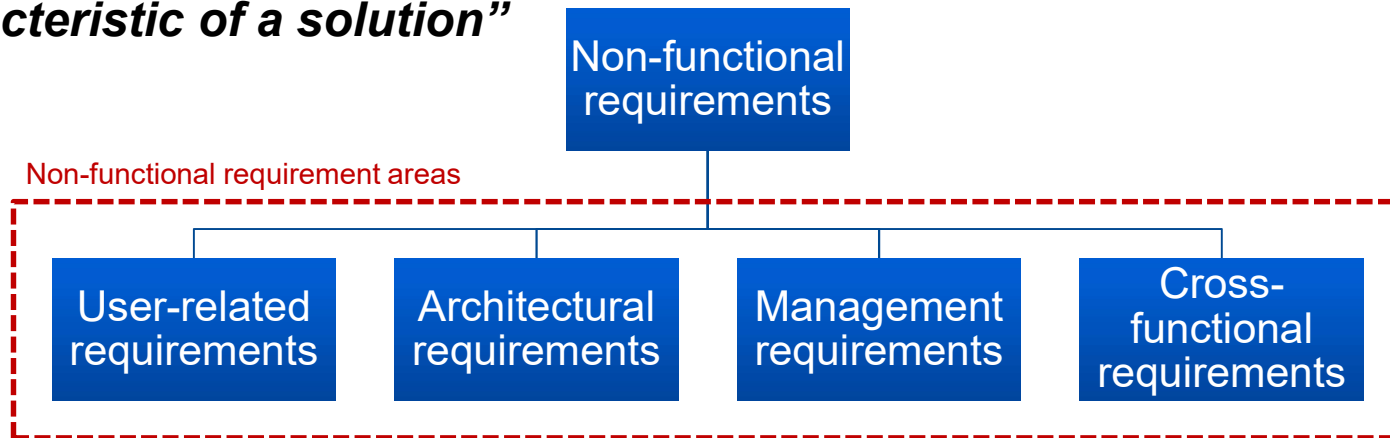 cteristic of a solution”
Non-functional
requirements
Non-functional requirement areas
User-related
requirements
Architectural
requirements
Management
requirements
Cross-
functional
requirements